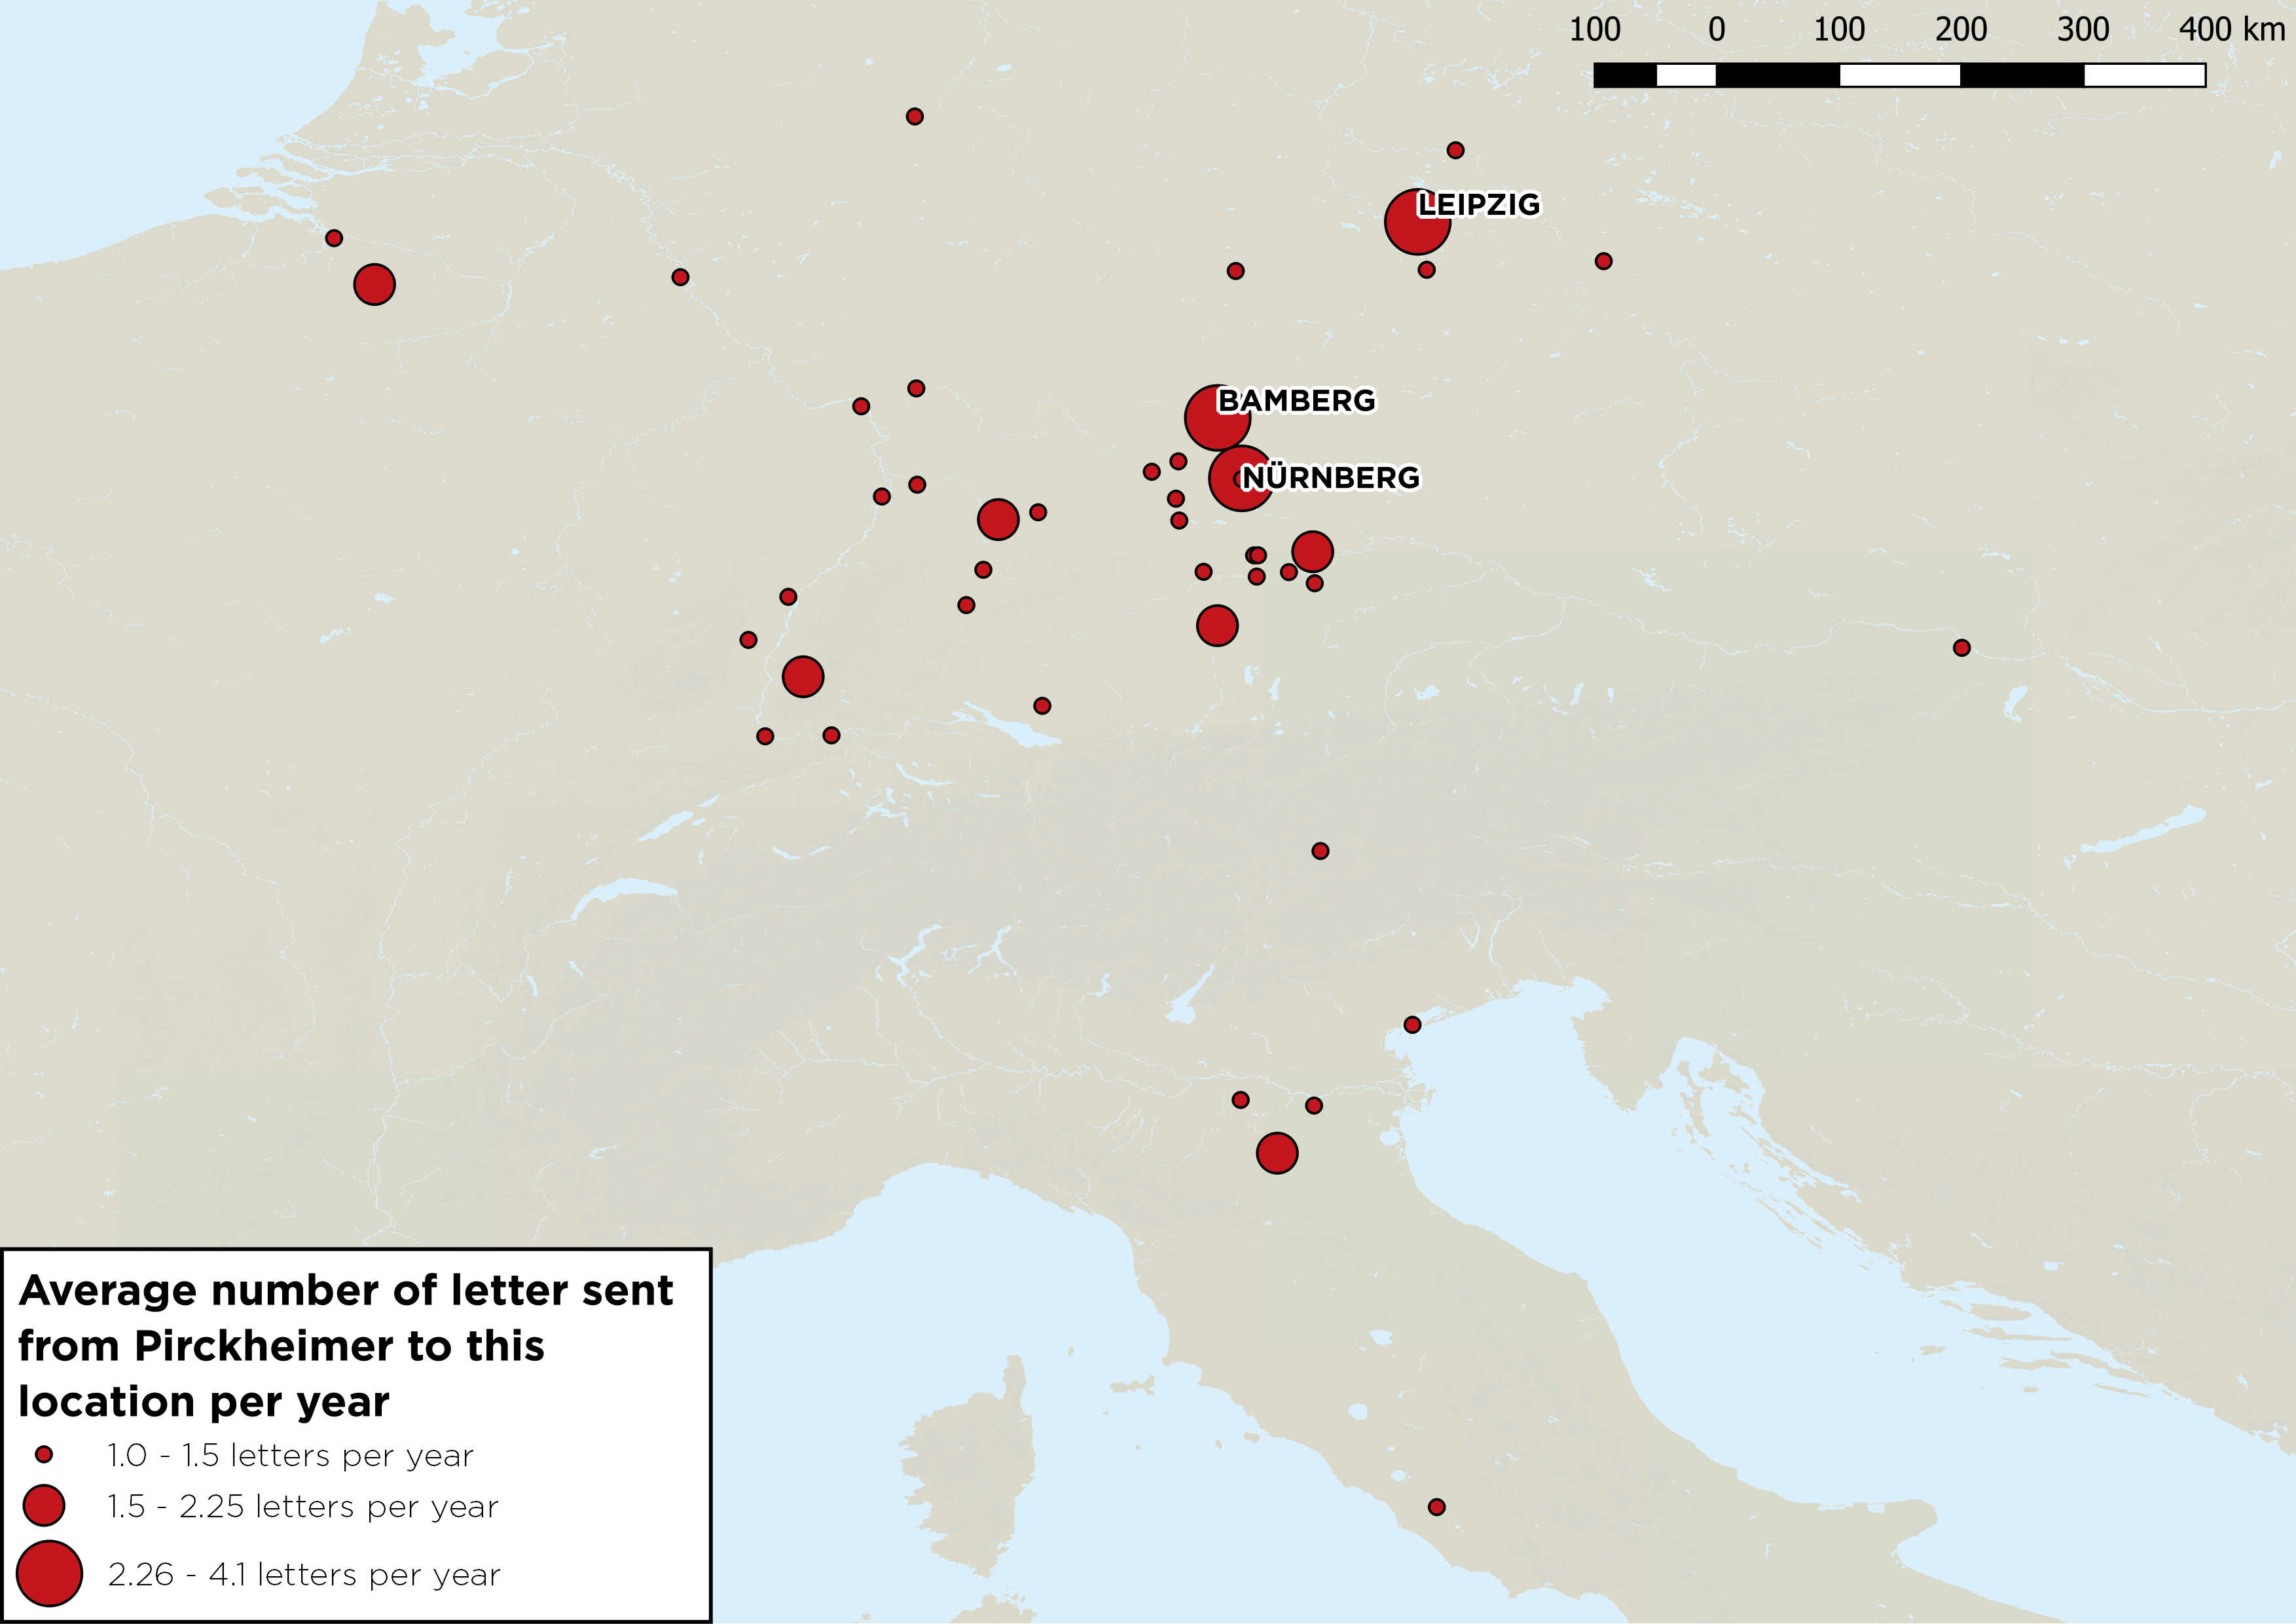 100 0 100 200 300 400 km
LEIPZIG
BAMBERG
NÜRNBERG
Average number of letter sent
from Pirckheimer to this
location per year
1.0 - 1.5 letters per year
1.5 - 2.25 letters per year
2.26 - 4.1 letters per year